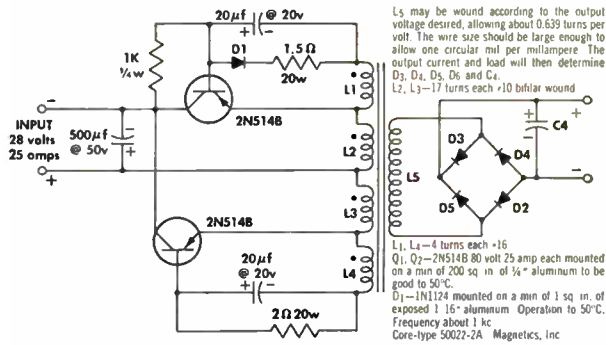 20μf @ 20v
+ −
D1
1.5Ω
20w
1K
¼w
L1
2N514B
−
INPUT
28 volts
25 amps
500μf
@ 50v
−
+
+
L2
L3
L4
L5
2N514B
20μf
@ 20v
+ −
2Ω 20w
L5 may be wound according to the output
voltage desired, allowing about 0.639 turns per
volt. The wire size should be large enough to
allow one circular mil per millampere The
output current and load will then determine
D3, D4, D5, D6 and C4.
L2, L3—17 turns each #10 bifilar wound
+
C4
+
−
D3
D4
D5
D2
−
L1, L4—4 turns each #16
Q1, Q2—2N514B 80 volt 25 amp each mounted
on a min of 200 sq in. of ⅛" aluminum to be
good to 50°C.
D1—1N1124 mounted on a min of 1 sq in. of
exposed 1 16" aluminum Operation to 50°C.
Frequency about 1 kc
Core-type 50022-2A Magnetics, Inc